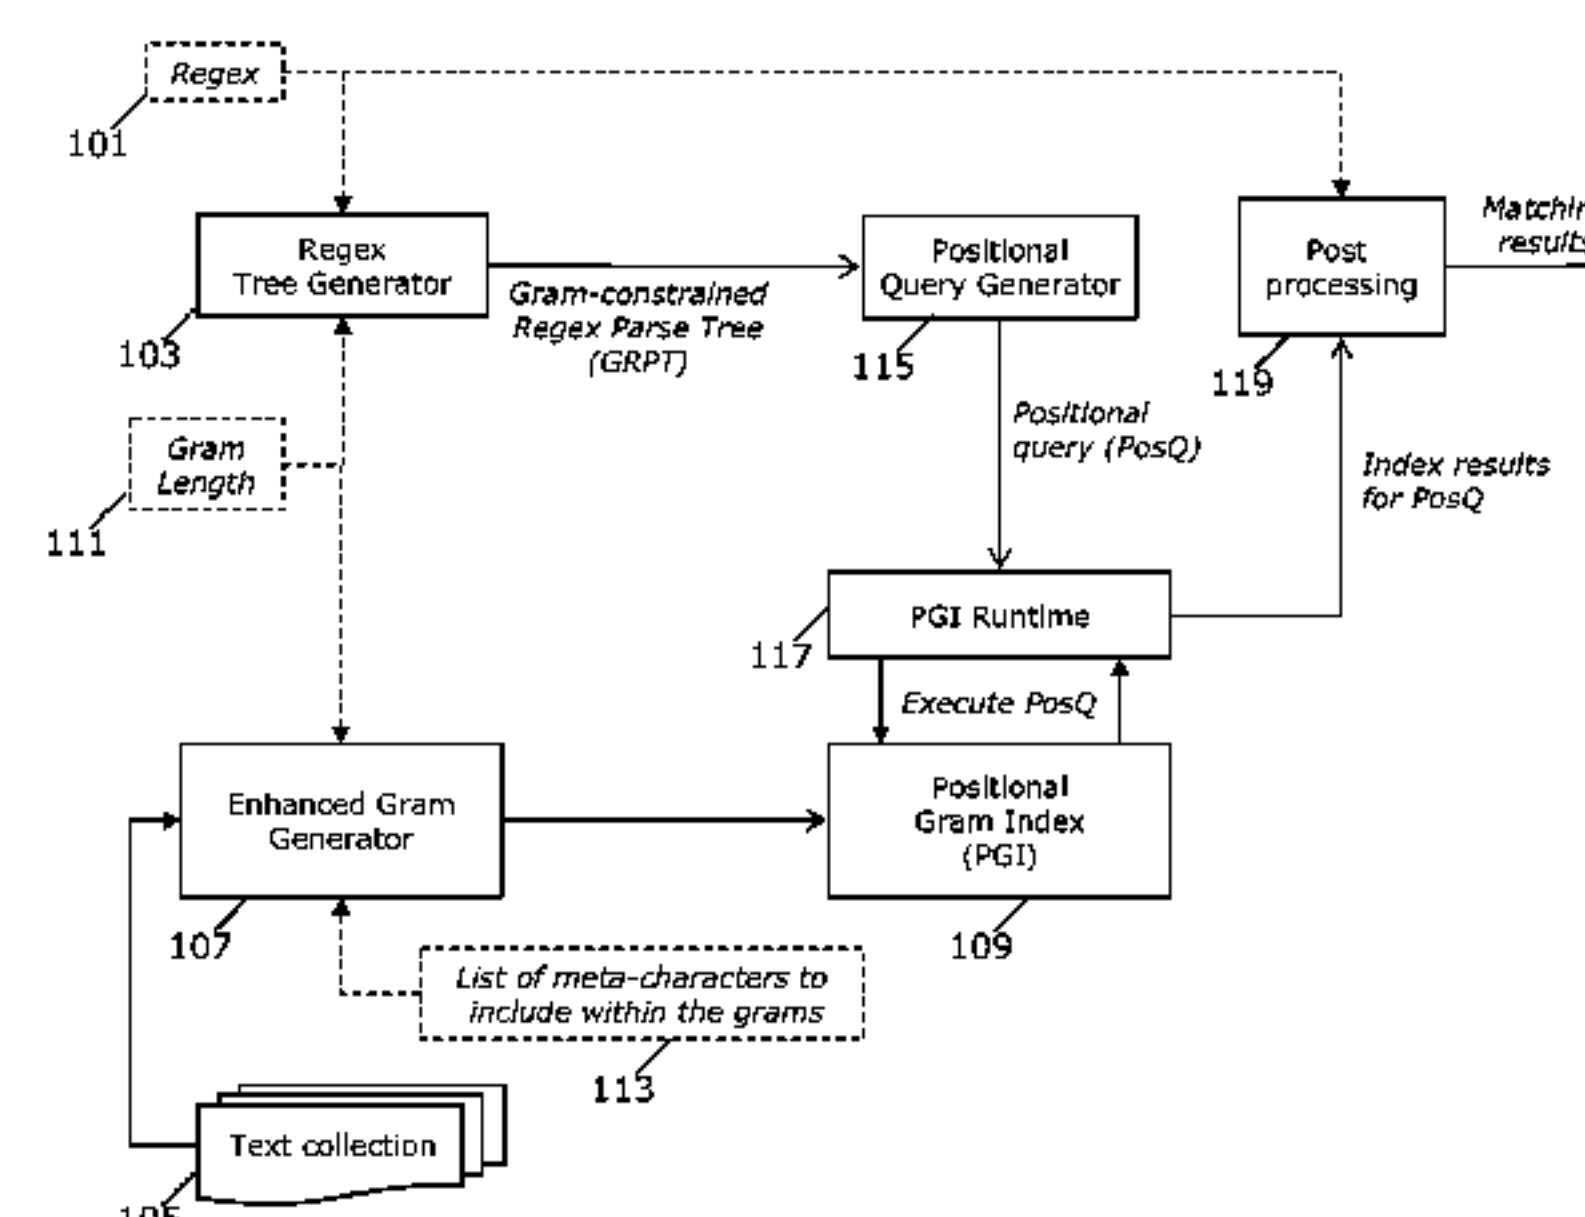 Regex
101
Regex
Tree Generator
103
Gram-constrained
Regex Parse Tree
(GRPT)
Positional
Query Generator
115
Post
processing
119
Positional
query (PosQ)
Index results
for PosQ
Gram
Length
111
PGI Runtime
117
Execute PosQ
Enhanced Gram
Generator
107
Positional
Gram Index
(PGI)
109
List of meta-characters to
include within the grams
113
Text collection